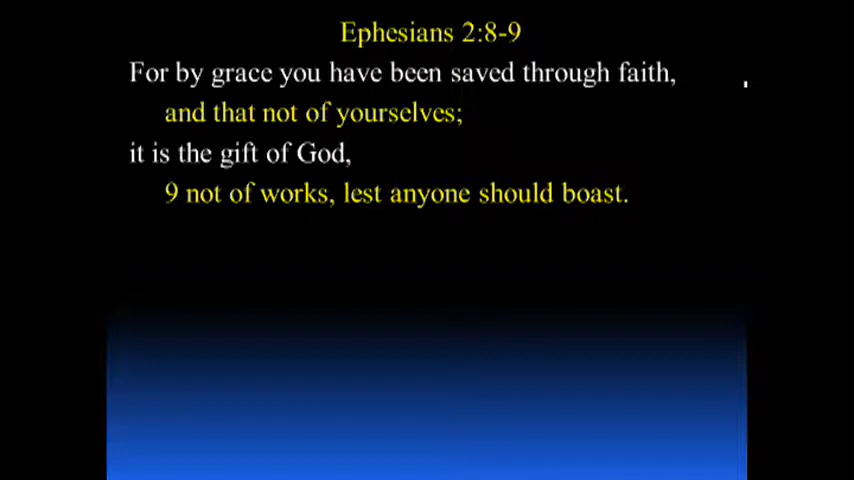 Ephesians 2:8-9
For by grace you have been saved through faith,
and that not of yourselves;
it is the gift of God,
9 not of works, lest anyone should boast.